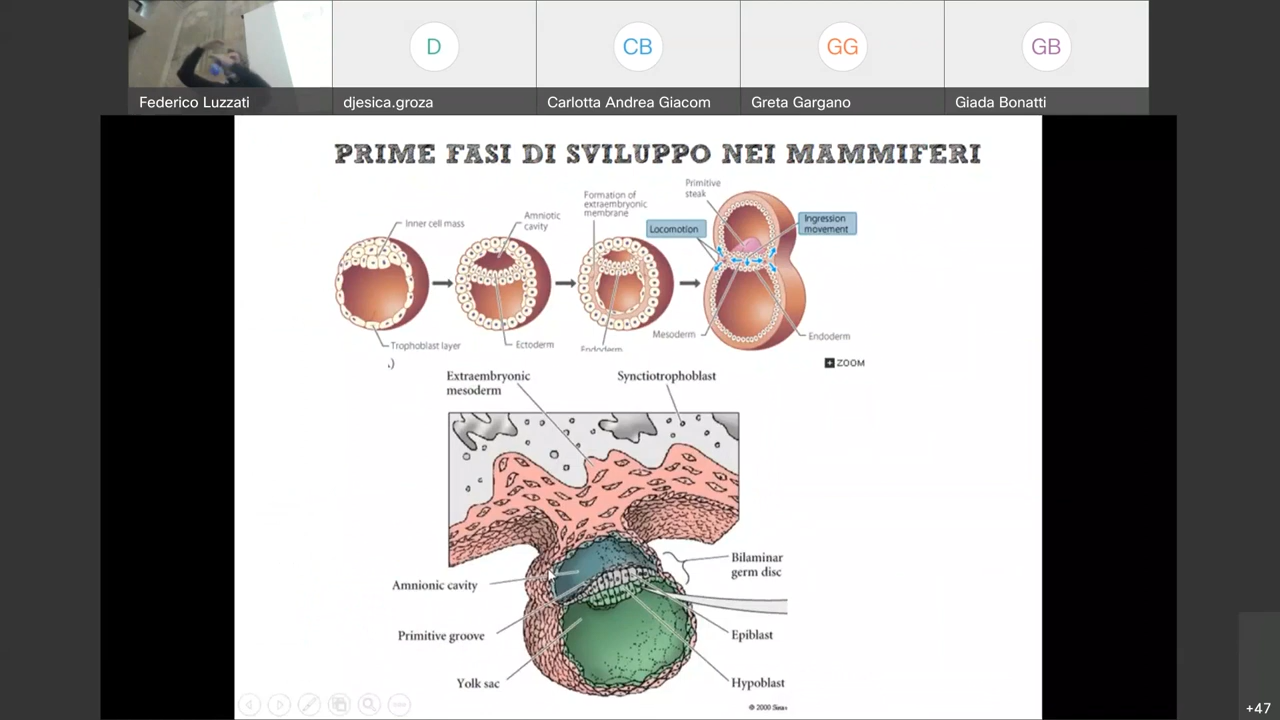 D
CB
GG
GB
Federico Luzzati
djesica.groza
Carlotta Andrea Giacom
Greta Gargano
Giada Bonatti
PRIME FASI DI SVILUPPO NEI MAMMIFERI
Inner cell mass
Amniotic
cavity
Formation of
extraembryonic
membrane
Primitive
steak
Locomotion
Ingression
movement
Trophoblast layer
Ectoderm
Endoderm
Mesoderm
Endoderm
.)
ZOOM
Extraembryonic
mesoderm
Synctiotrophoblast
Amnionic cavity
Bilaminar
germ disc
Primitive groove
Epiblast
Yolk sac
Hypoblast
© 2000
+47